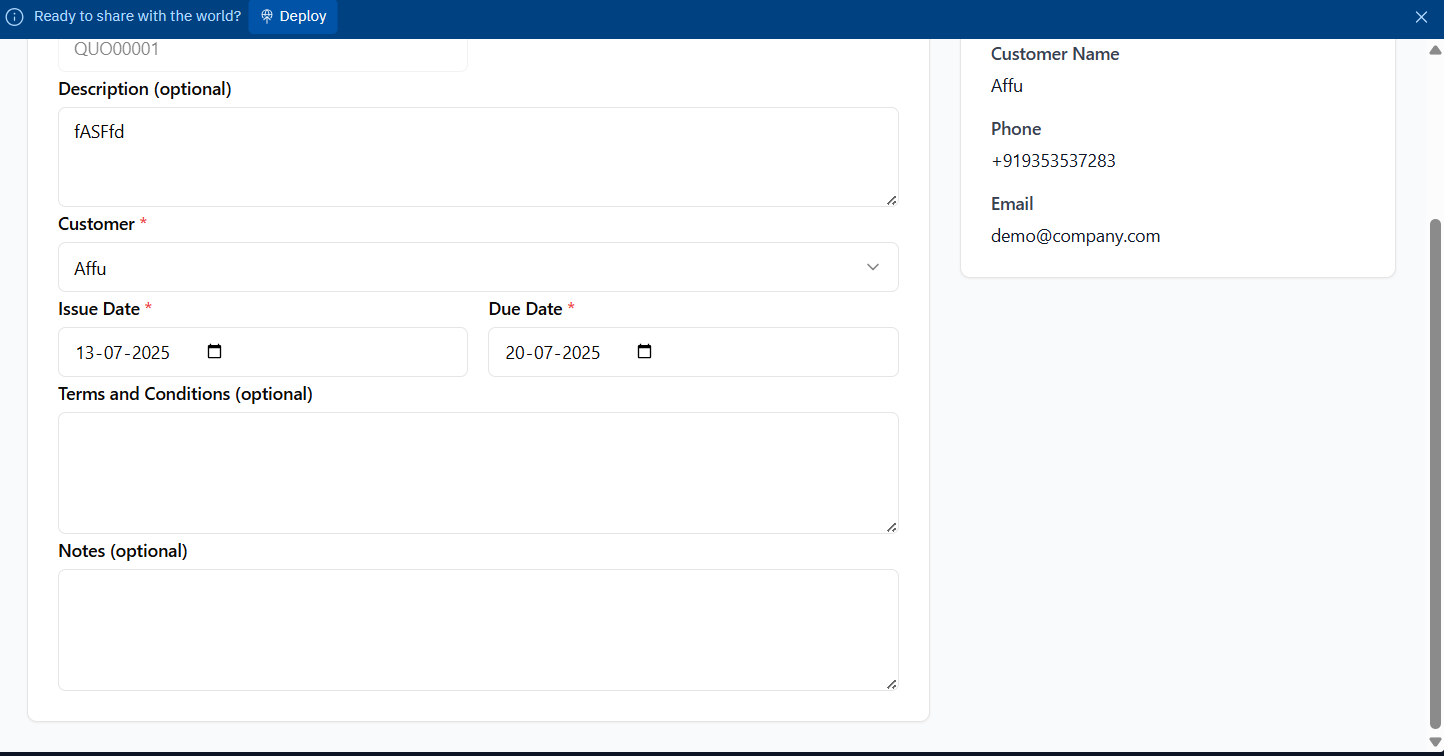 Ready to share with the world? Deploy
QUO00001
Description (optional)
fASFfd
Customer *
Affu
Issue Date * Due Date *
13-07-2025 20-07-2025
Terms and Conditions (optional)
Notes (optional)
Customer Name
Affu
Phone
+919353537283
Email
demo@company.com